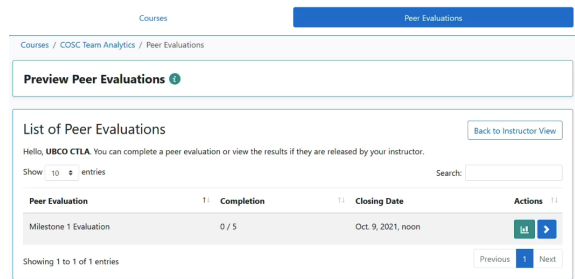 Courses
Peer Evaluations
Courses / COSC Team Analytics / Peer Evaluations
Preview Peer Evaluations
List of Peer Evaluations
Back to Instructor View
Hello, UBCO CTLA. You can complete a peer evaluation or view the results if they are released by your instructor.
Show 10 entries
Search:
Peer Evaluation Completion Closing Date Actions
Milestone 1 Evaluation 0 / 5 Oct. 9, 2021, noon
Showing 1 to 1 of 1 entries
Previous 1 Next